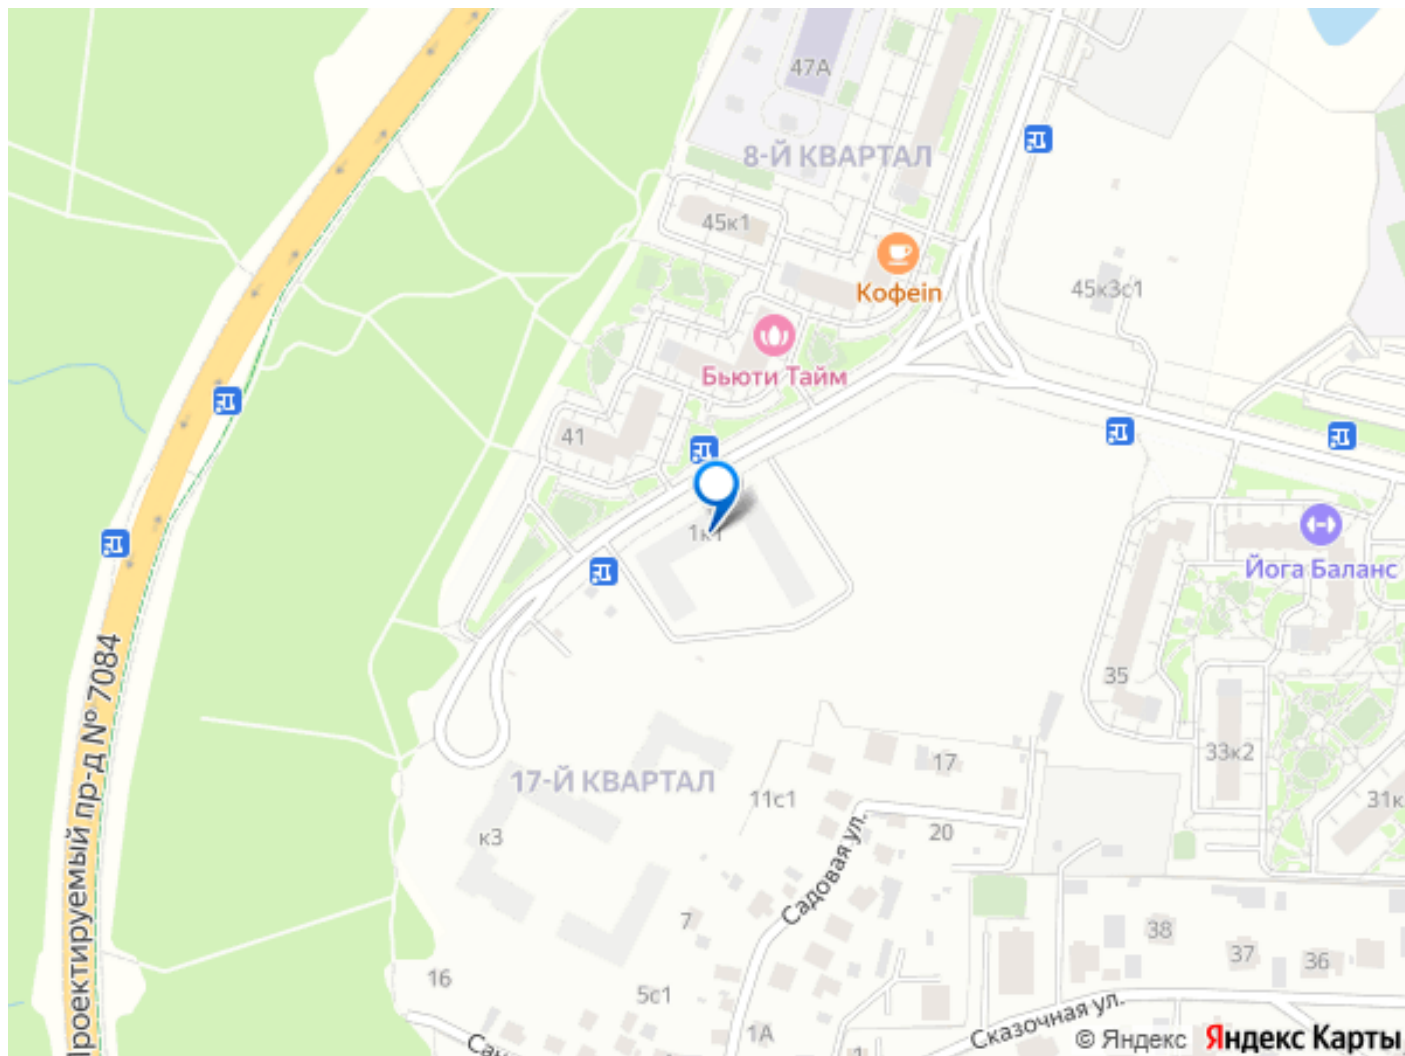 47А
8-Й КВАРТАЛ
45к1
Кофеin
45к3с1
Бьюти Тайм
41
1к1
Йога Баланс
35
Проектируемый пр-д № 7084
33к2
17
17-Й КВАРТАЛ
11с1
31к
20
к3
Садовая ул.
7
38
37
36
16
5с1
Сказочная ул.
1А
1
© Яндекс Яндекс Карты